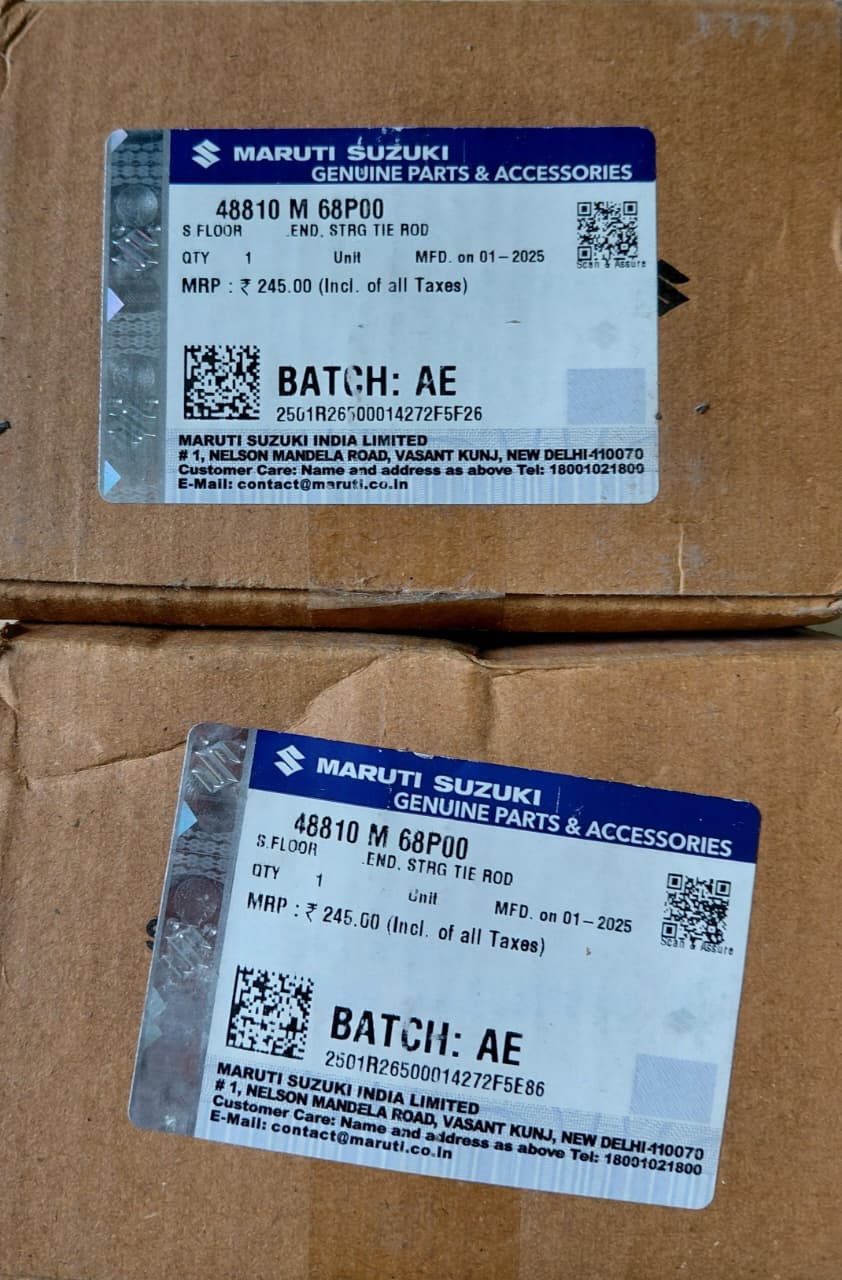 MARUTI SUZUKI
GENUINE PARTS & ACCESSORIES
48810 M 68P00
S FLOOR .END, STRG TIE ROD
QTY 1 Unit MFD. on 01-2025
MRP : ₹ 245.00 (Incl. of all Taxes)
Scan & Assure
BATCH: AE
2501R26500014272F5F26
MARUTI SUZUKI INDIA LIMITED
# 1, NELSON MANDELA ROAD, VASANT KUNJ, NEW DELHI-110070
Customer Care: Name and address as above Tel: 18001021800
E-Mail: contact@maruti.co.in
MARUTI SUZUKI
GENUINE PARTS & ACCESSORIES
48810 M 68P00
S.FLOOR .END, STRG TIE ROD
QTY 1 Unit MFD. on 01-2025
MRP : ₹ 245.00 (Incl. of all Taxes)
Scan & Assure
BATCH: AE
2501R26500014272F5E86
MARUTI SUZUKI INDIA LIMITED
# 1, NELSON MANDELA ROAD, VASANT KUNJ, NEW DELHI-110070
Customer Care: Name and address as above Tel: 18001021800
E-Mail: contact@maruti.co.in